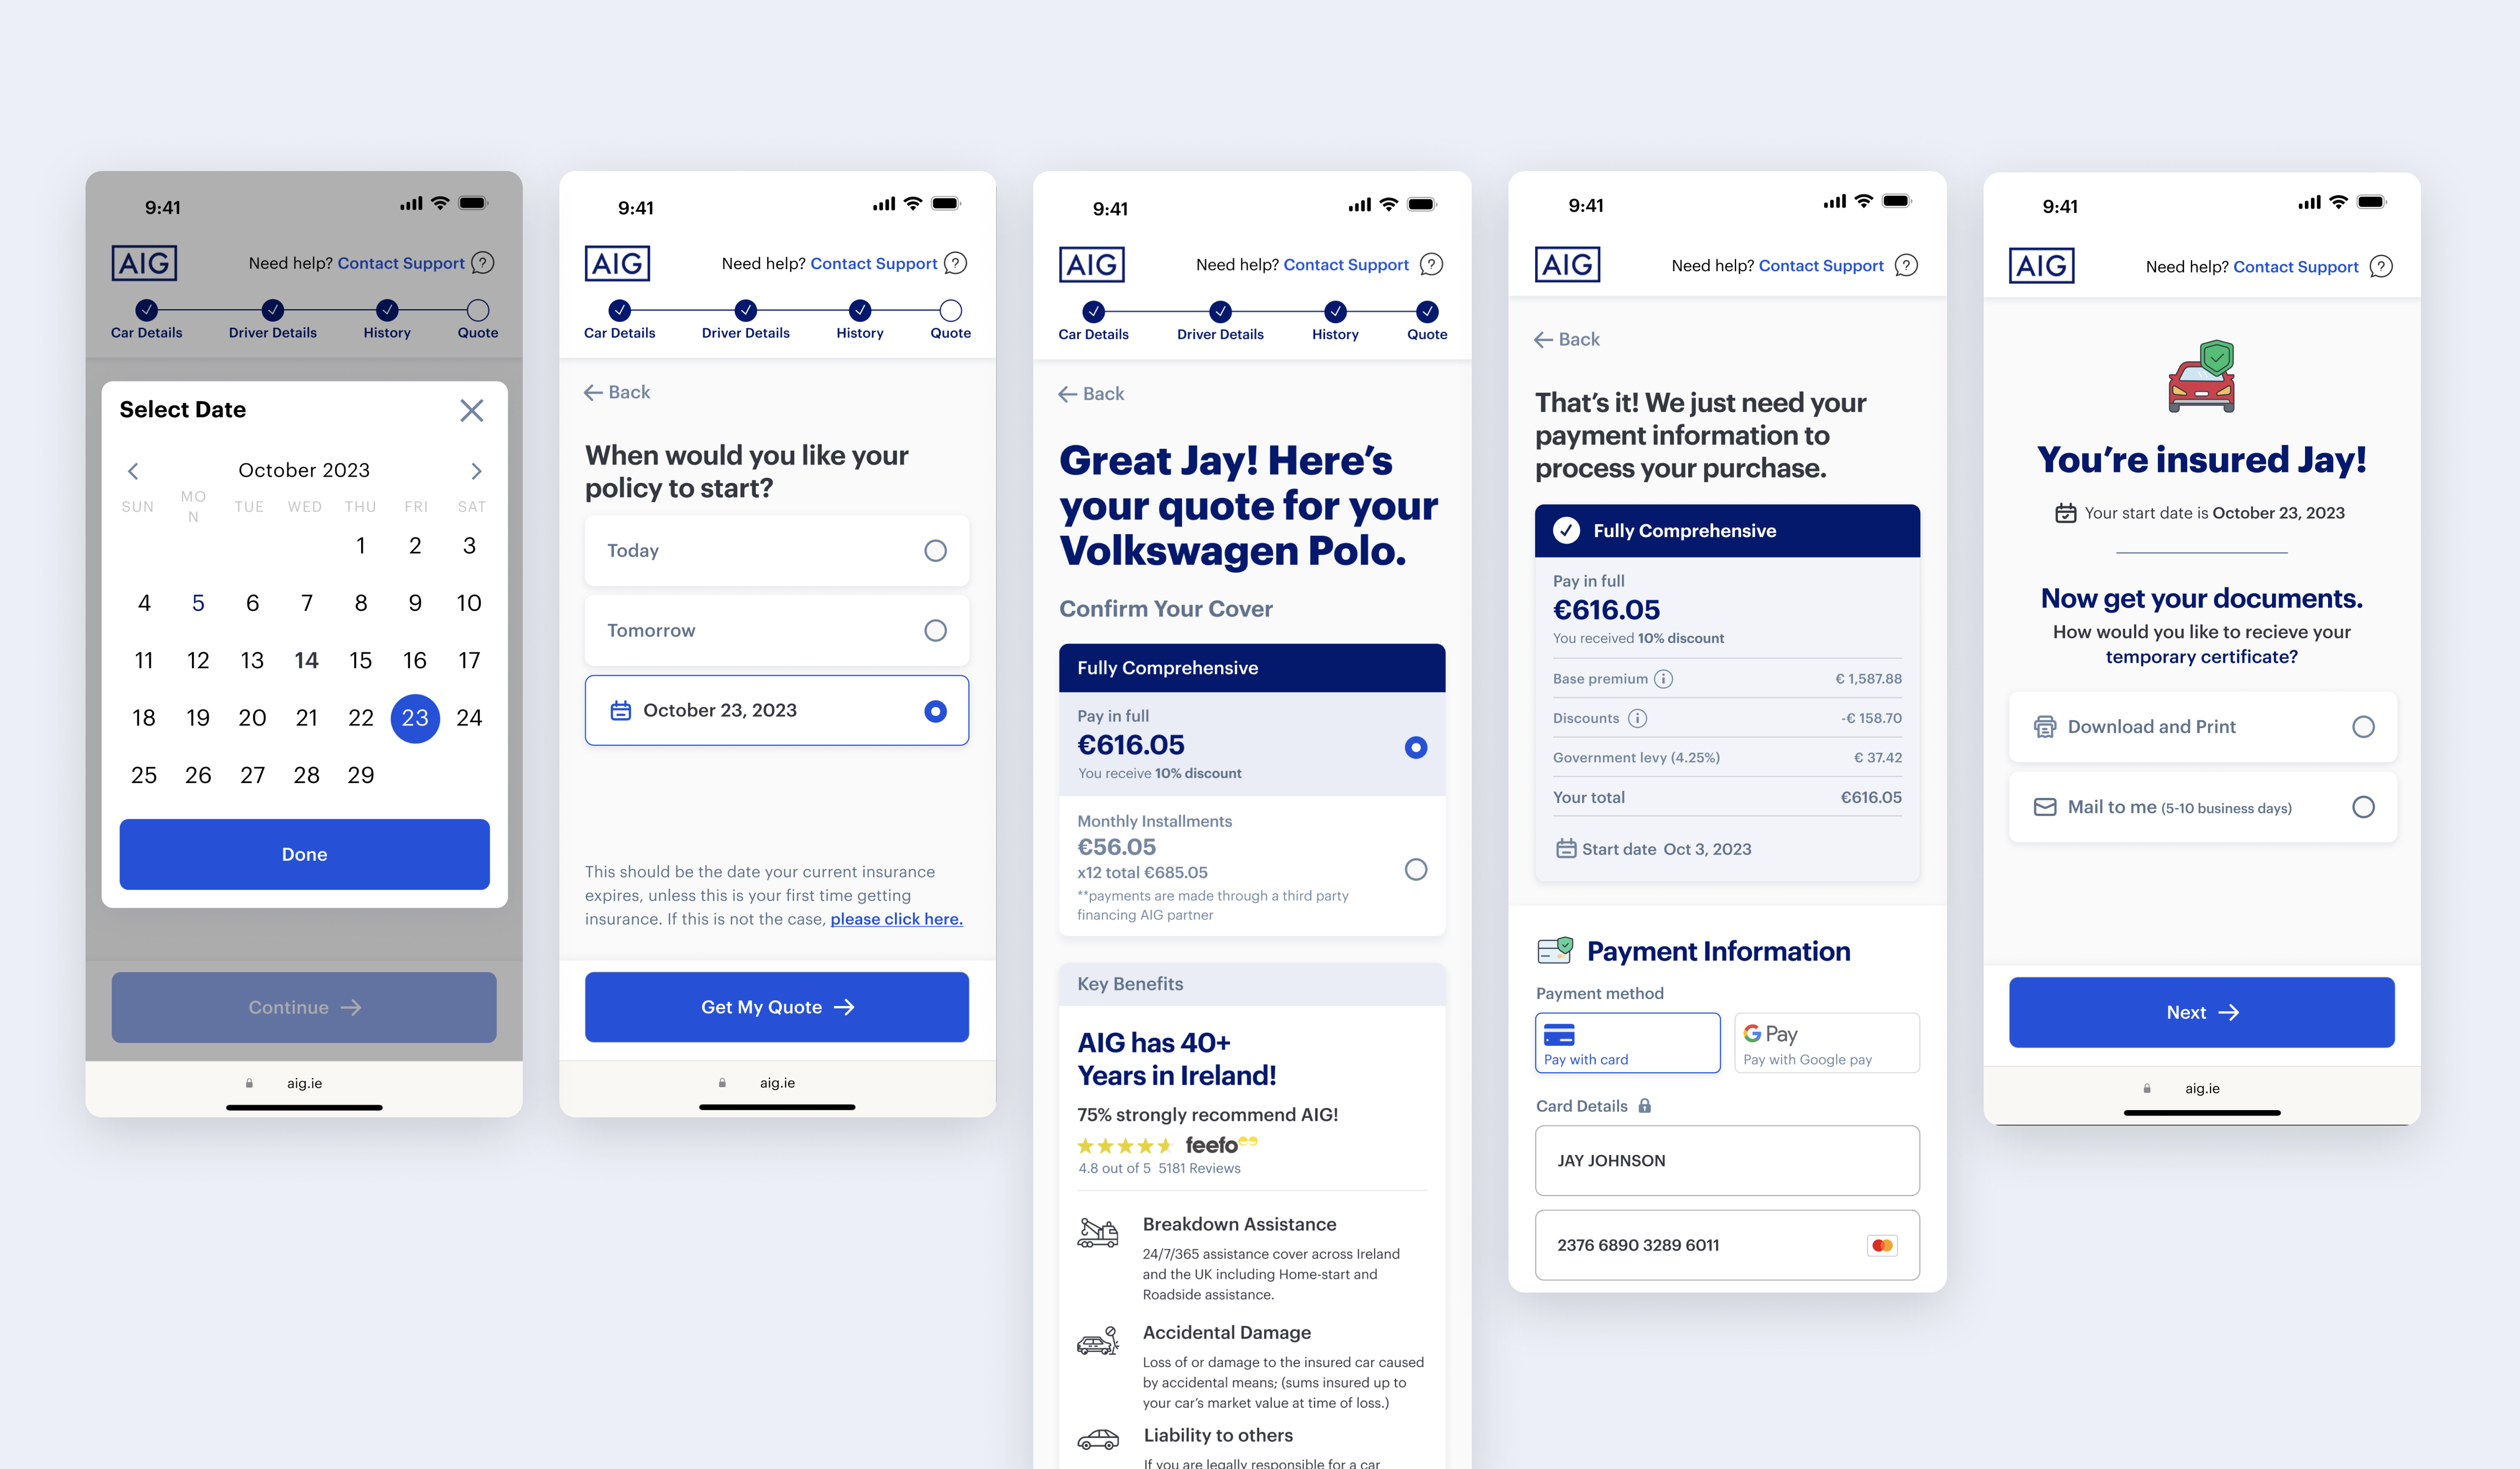 9:41
AIG
Need help? Contact Support
Car Details
Driver Details
History
Quote
Select Date
October 2023
SUN MO
N TUE WED THU FRI SAT
1 2 3
4 5 6 7 8 9 10
11 12 13 14 15 16 17
18 19 20 21 22 23 24
25 26 27 28 29
Done
Continue
aig.ie
9:41
AIG
Need help? Contact Support
Car Details
Driver Details
History
Quote
Back
When would you like your
policy to start?
Today
Tomorrow
October 23, 2023
This should be the date your current insurance
expires, unless this is your first time getting
insurance. If this is not the case, please click here.
Get My Quote
aig.ie
9:41
AIG
Need help? Contact Support
Car Details
Driver Details
History
Quote
Back
Great Jay! Here’s
your quote for your
Volkswagen Polo.
Confirm Your Cover
Fully Comprehensive
Pay in full
€616.05
You receive 10% discount
Monthly Installments
€56.05
x12 total €685.05
**payments are made through a third party
financing AIG partner
Key Benefits
AIG has 40+
Years in Ireland!
75% strongly recommend AIG!
feefo
4.8 out of 5 5181 Reviews
Breakdown Assistance
24/7/365 assistance cover across Ireland
and the UK including Home-start and
Roadside assistance.
Accidental Damage
Loss of or damage to the insured car caused
by accidental means; (sums insured up to
your car’s market value at time of loss.)
Liability to others
If you are legally responsible for a car
9:41
AIG
Need help? Contact Support
Back
That’s it! We just need your
payment information to
process your purchase.
Fully Comprehensive
Pay in full
€616.05
You received 10% discount
Base premium € 1,587.88
Discounts -€ 158.70
Government levy (4.25%) € 37.42
Your total €616.05
Start date Oct 3, 2023
Payment Information
Payment method
Pay with card
G Pay
Pay with Google pay
Card Details
JAY JOHNSON
2376 6890 3289 6011
9:41
AIG
Need help? Contact Support
You’re insured Jay!
Your start date is October 23, 2023
Now get your documents.
How would you like to recieve your
temporary certificate?
Download and Print
Mail to me (5-10 business days)
Next
aig.ie